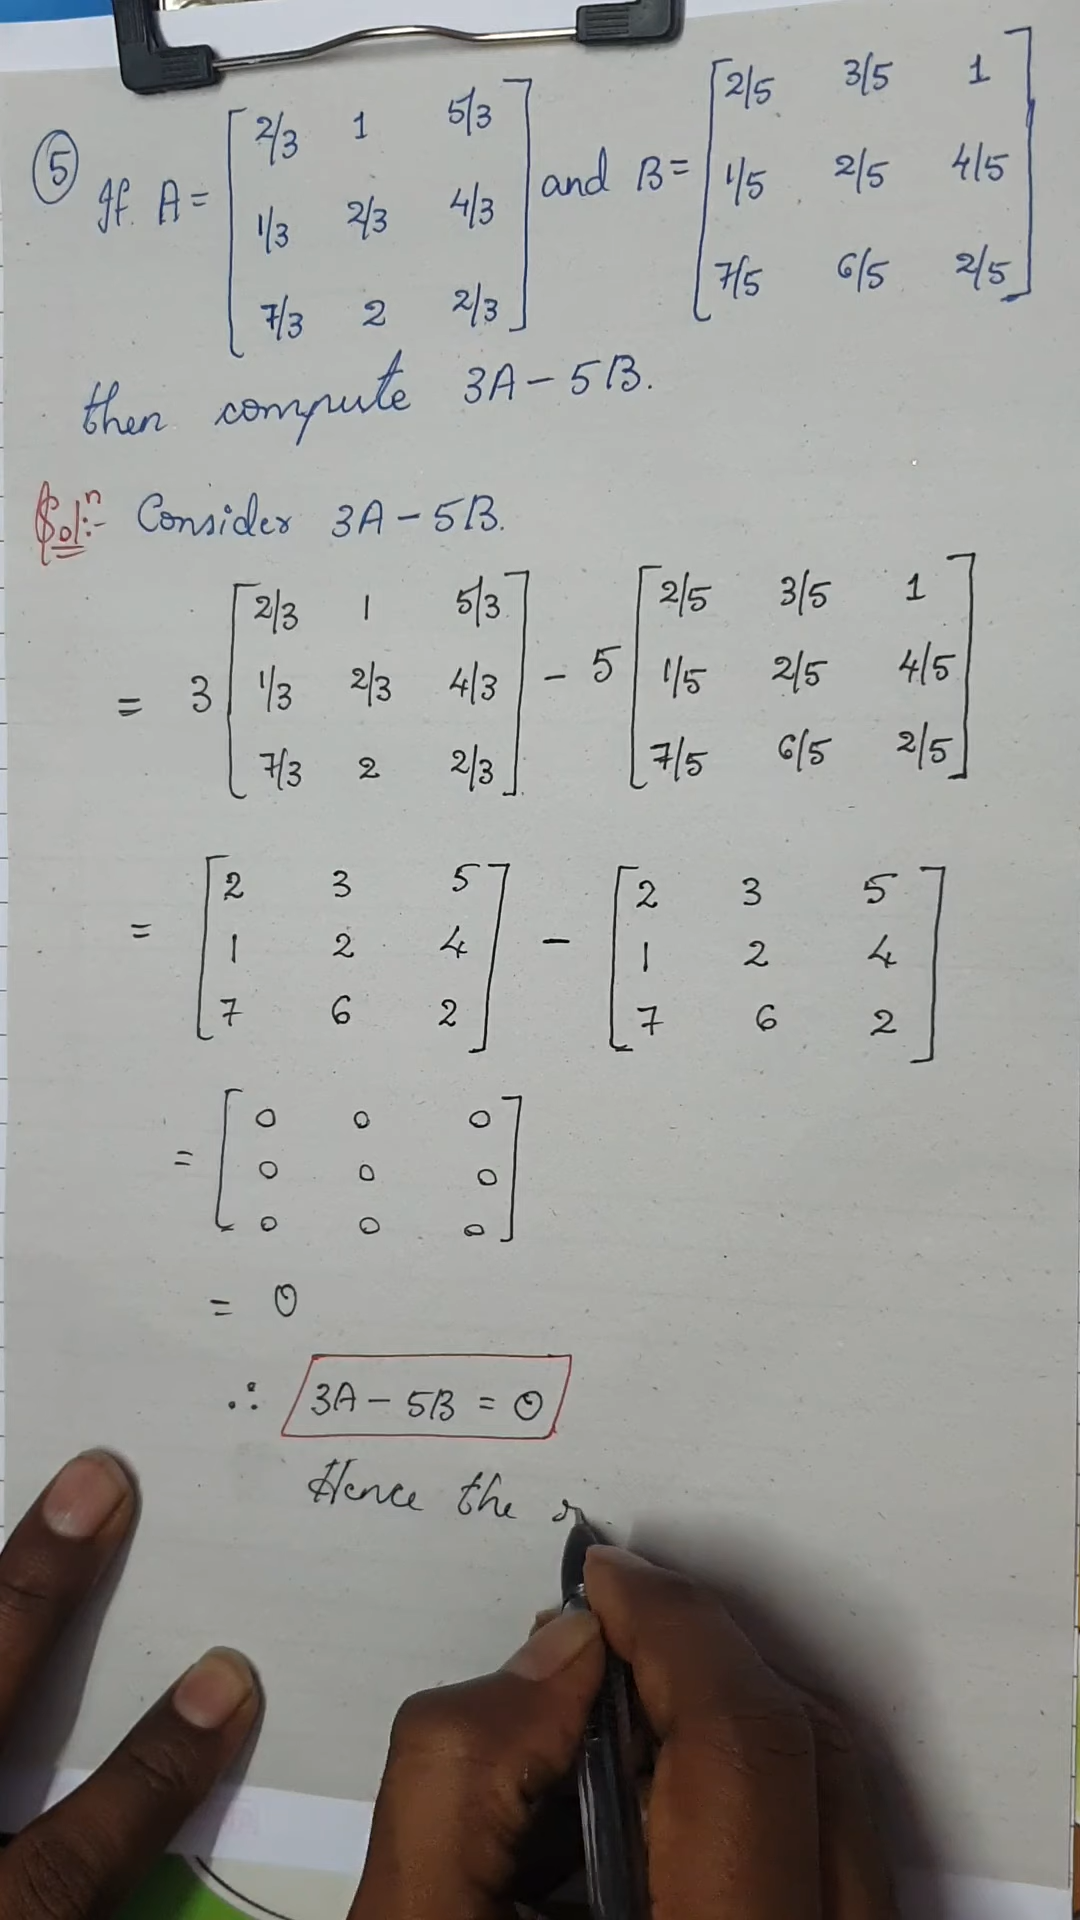 5 If A = [ 2/3 1 5/3 and B = [ 2/5 3/5 1
1/3 2/3 4/3 1/5 2/5 4/5
7/3 2 2/3 ] 7/5 6/5 2/5 ]
then compute 3A - 5B.
Solⁿ:- Consider 3A - 5B.
= 3 [ 2/3 1 5/3 - 5 [ 2/5 3/5 1
1/3 2/3 4/3 1/5 2/5 4/5
7/3 2 2/3 ] 7/5 6/5 2/5 ]
= [ 2 3 5 - [ 2 3 5
1 2 4 1 2 4
7 6 2 ] 7 6 2 ]
= [ 0 0 0
0 0 0
0 0 0 ]
= O
∴ 3A - 5B = O
Hence the